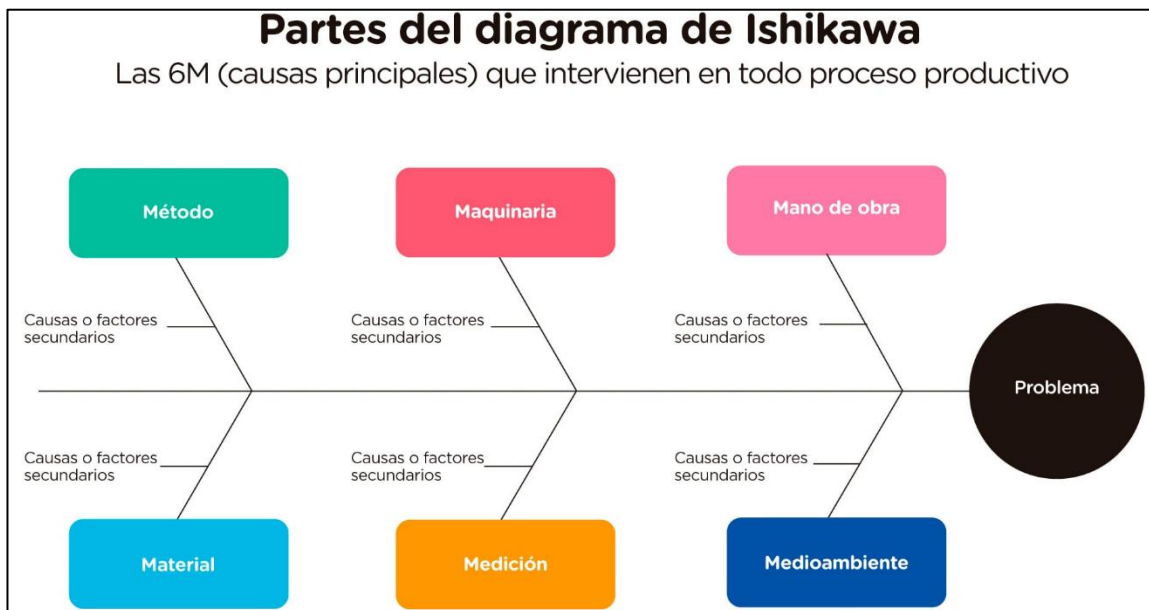 Partes del diagrama de Ishikawa
Las 6M (causas principales) que intervienen en todo proceso productivo
Método
Maquinaria
Mano de obra
Causas o factores
secundarios
Causas o factores
secundarios
Causas o factores
secundarios
Problema
Causas o factores
secundarios
Causas o factores
secundarios
Causas o factores
secundarios
Material
Medición
Medioambiente